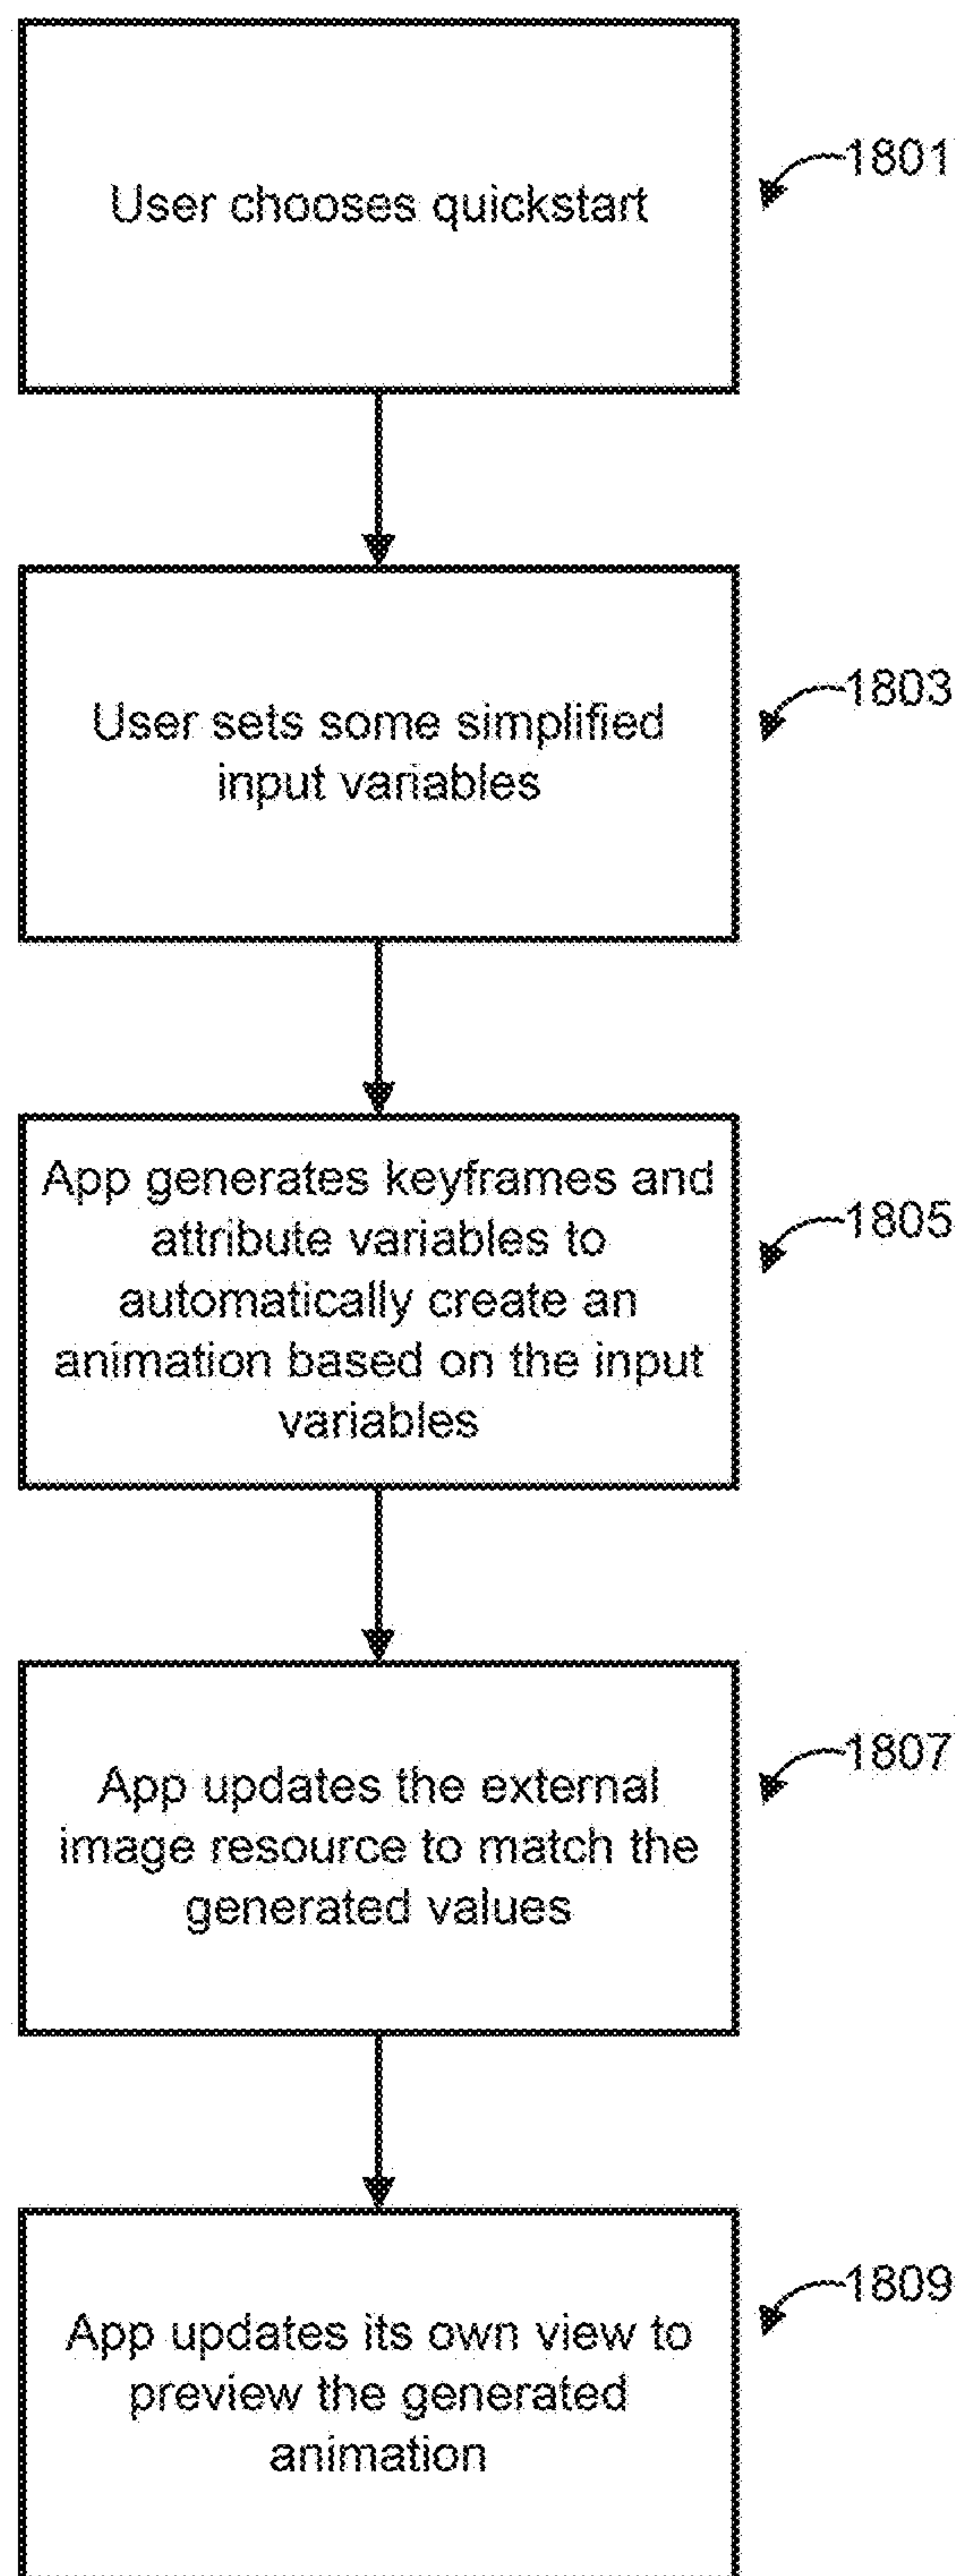 User chooses quickstart
1801
User sets some simplified
input variables
1803
App generates keyframes and
attribute variables to
automatically create an
animation based on the input
variables
1805
App updates the external
image resource to match the
generated values
1807
App updates its own view to
preview the generated
animation
1809